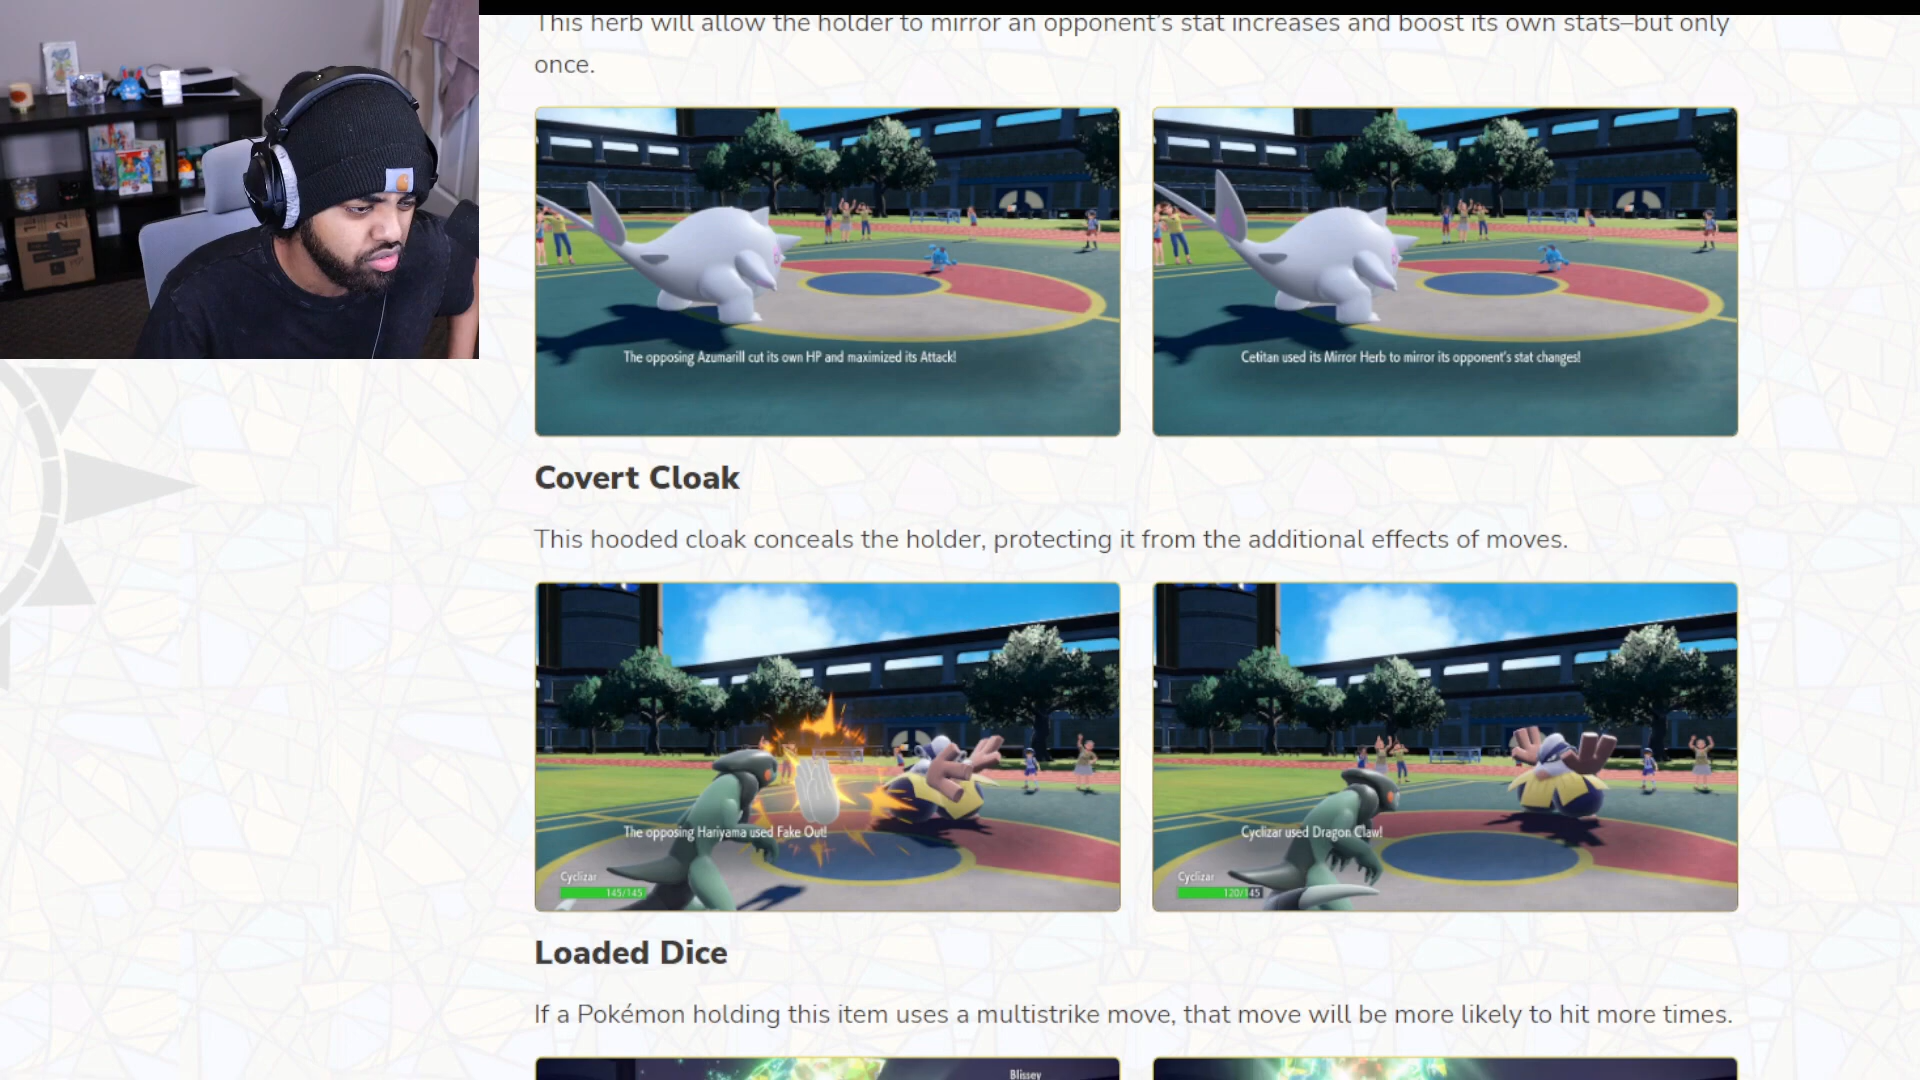 This herb will allow the holder to mirror an opponent's stat increases and boost its own stats–but only
once.
The opposing Azumarill cut its own HP and maximized its Attack!
Cetitan used its Mirror Herb to mirror its opponent's stat changes!
Covert Cloak
This hooded cloak conceals the holder, protecting it from the additional effects of moves.
The opposing Hariyama used Fake Out!
Cyclizar
145/145
Cyclizar used Dragon Claw!
Cyclizar
120/145
Loaded Dice
If a Pokémon holding this item uses a multistrike move, that move will be more likely to hit more times.
Blissey